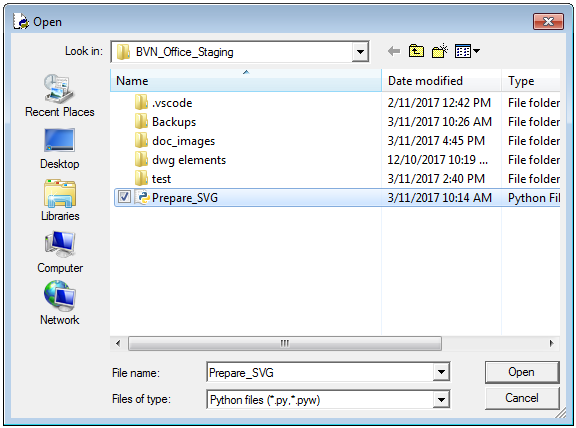 Open
Look in: BVN_Office_Staging
Name Date modified Type
.vscode 2/11/2017 12:42 PM File folder
Backups 3/11/2017 10:26 AM File folder
doc_images 3/11/2017 4:45 PM File folder
dwg elements 12/10/2017 10:19 ... File folder
test 3/11/2017 2:40 PM File folder
Prepare_SVG 3/11/2017 10:14 AM Python Fil
Recent Places
Desktop
Libraries
Computer
Network
File name: Prepare_SVG Open
Files of type: Python files (*.py,*.pyw) Cancel